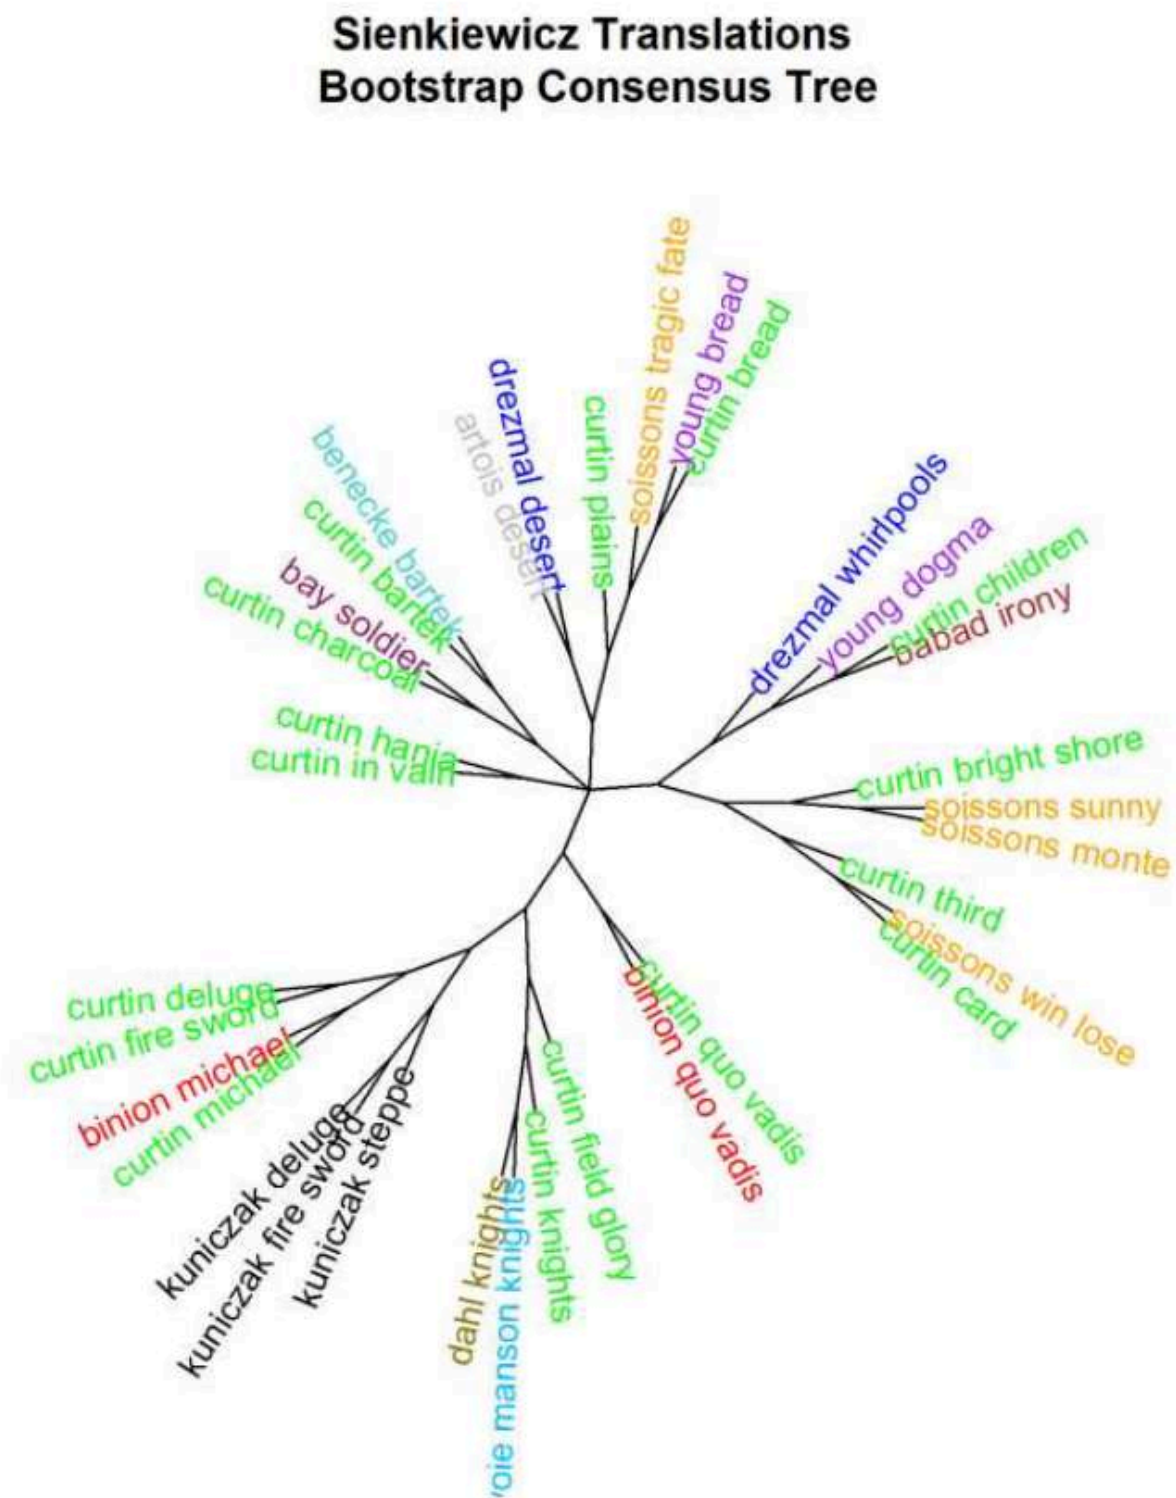 Sienkiewicz Translations
Bootstrap Consensus Tree
soissons tragic fate
young bread
curtin bread
drezmal desert
artois desert
curtin plains
benecke bartek
curtin bartek
bay soldier
curtin charcoal
curtin hania
curtin in vain
drezmal whirlpools
young dogma
curtin children
babad irony
curtin bright shore
soissons sunny
soissons monte
curtin third
soissons win lose
curtin card
curtin quo vadis
binion quo vadis
curtin field glory
curtin knights
voie manson knights
dahl knights
curtin deluge
curtin fire sword
binion michael
curtin michael
kuniczak deluge
kuniczak fire sword
kuniczak steppe